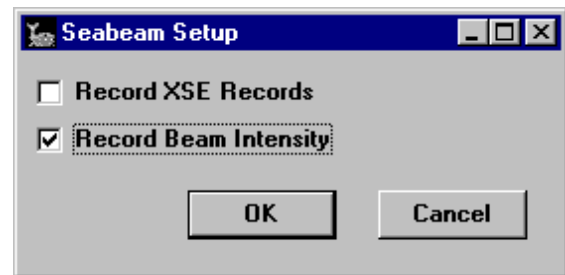 Seabeam Setup
Record XSE Records
Record Beam Intensity
OK Cancel